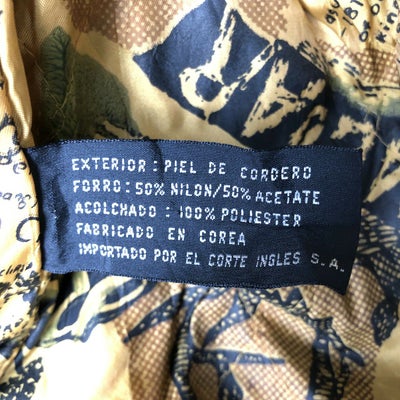 EXTERIOR: PIEL DE CORDERO
FORRO: 50% NILON/50% ACETATE
ACOLCHADO: 100% POLIESTER
FABRICADO EN COREA
IMPORTADO POR EL CORTE INGLES S.A.